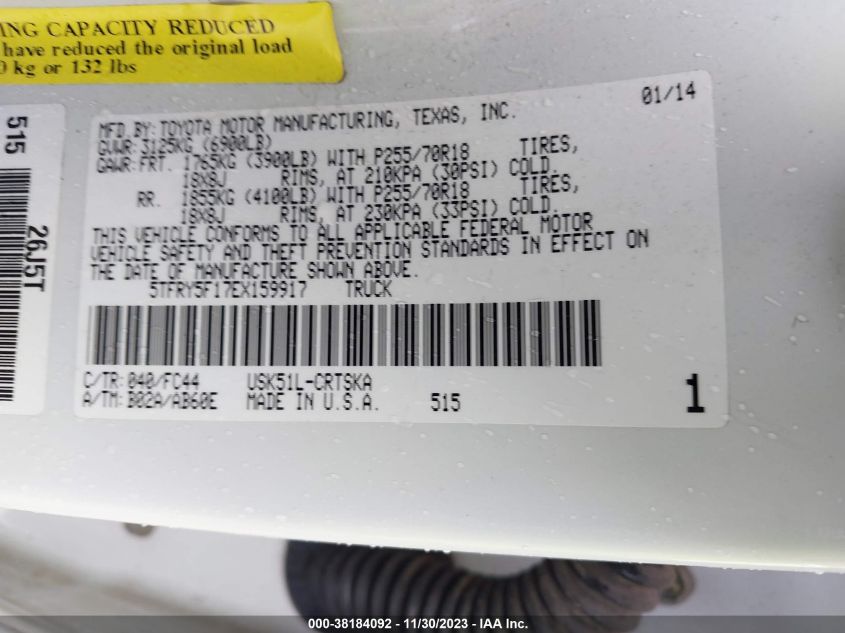 ING CAPACITY REDUCED
have reduced the original load
0 kg or 132 lbs
515
26J5T
01/14
MFD.BY:TOYOTA MOTOR MANUFACTURING, TEXAS, INC.
GVWR:3125KG (6900LB)
GAWR:FRT. 1765KG (3900LB) WITH P255/70R18 TIRES,
18X8J RIMS, AT 210KPA (30PSI) COLD.
RR. 1855KG (4100LB) WITH P255/70R18 TIRES,
18X8J RIMS, AT 230KPA (33PSI) COLD.
THIS VEHICLE CONFORMS TO ALL APPLICABLE FEDERAL MOTOR
VEHICLE SAFETY AND THEFT PREVENTION STANDARDS IN EFFECT ON
THE DATE OF MANUFACTURE SHOWN ABOVE.
5TFRY5F17EX159917 TRUCK
C/TR:040/FC44 USK51L-CRTSKA
A/TM:B02A/AB60E MADE IN U.S.A. 515
1
000-38184092 - 11/30/2023 - IAA Inc.